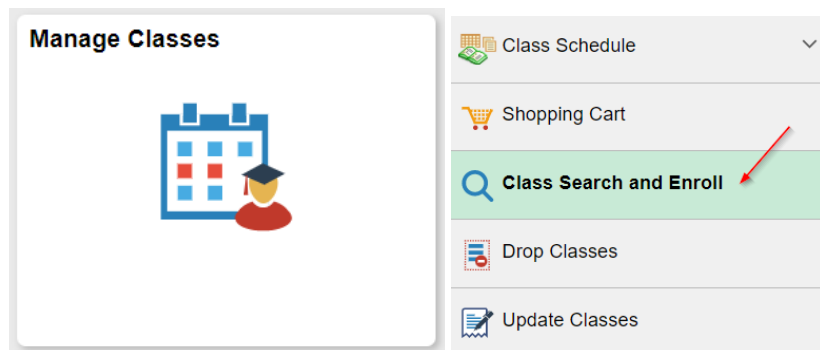 Manage Classes
Class Schedule
Shopping Cart
Class Search and Enroll
Drop Classes
Update Classes